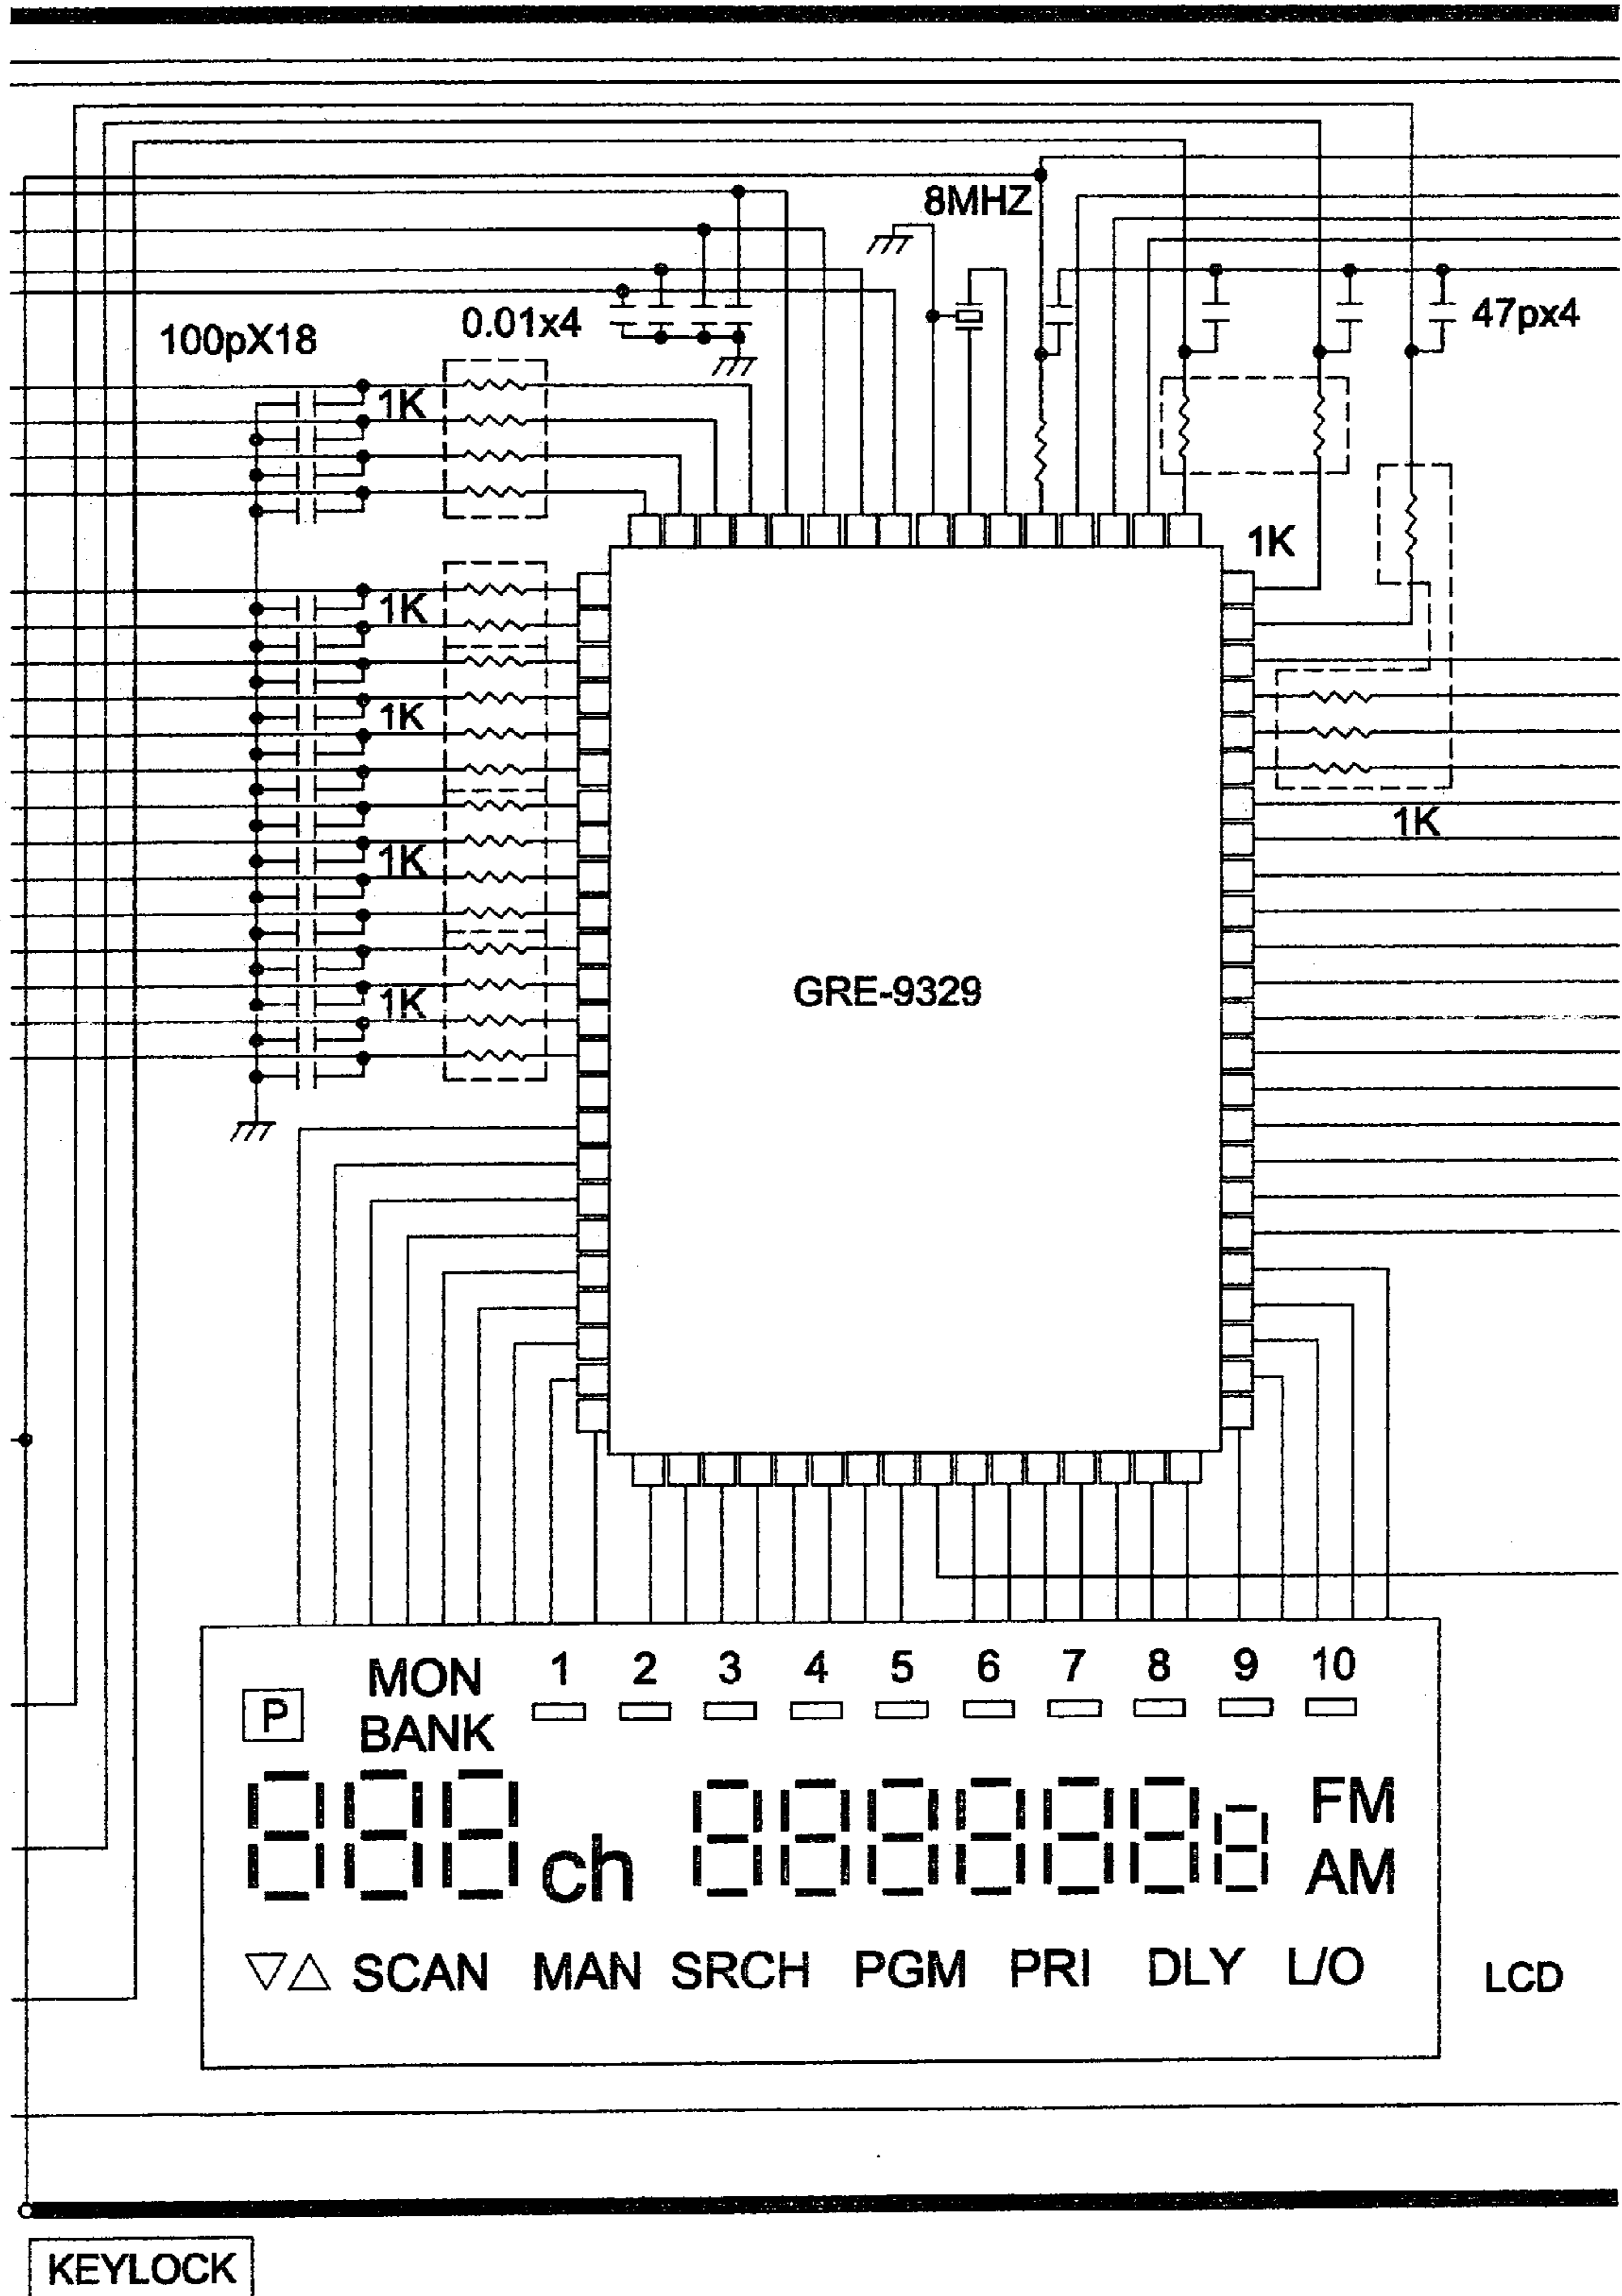 8MHZ
100pX18
0.01x4
47px4
1K
1K
1K
1K
1K
1K
1K
GRE-9329
MON
BANK
1 2 3 4 5 6 7 8 9 10
P
ch
FM
AM
▽△ SCAN MAN SRCH PGM PRI DLY L/O
LCD
KEYLOCK